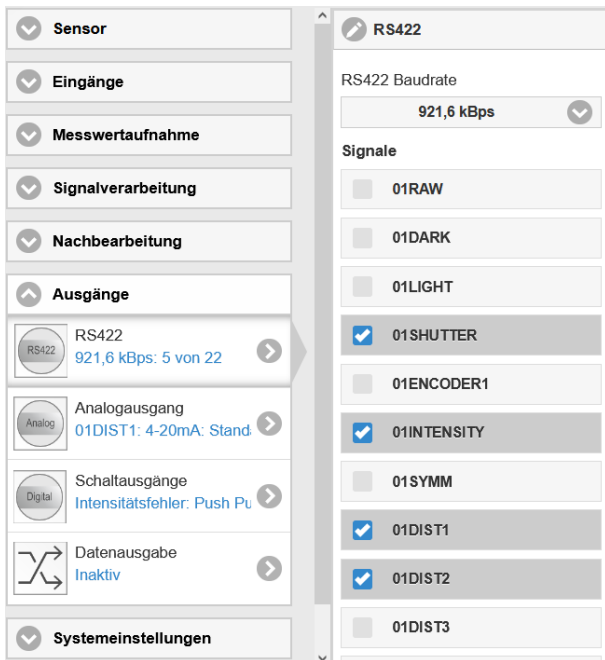 Sensor
Eingänge
Messwertaufnahme
Signalverarbeitung
Nachbearbeitung
Ausgänge
RS422
RS422
921,6 kBps: 5 von 22
Analog
Analogausgang
01DIST1: 4-20mA: Stand
Digital
Schaltausgänge
Intensitätsfehler: Push Pu
Datenausgabe
Inaktiv
Systemeinstellungen
RS422
RS422 Baudrate
921,6 kBps
Signale
01RAW
01DARK
01LIGHT
01SHUTTER
01ENCODER1
01INTENSITY
01SYMM
01DIST1
01DIST2
01DIST3